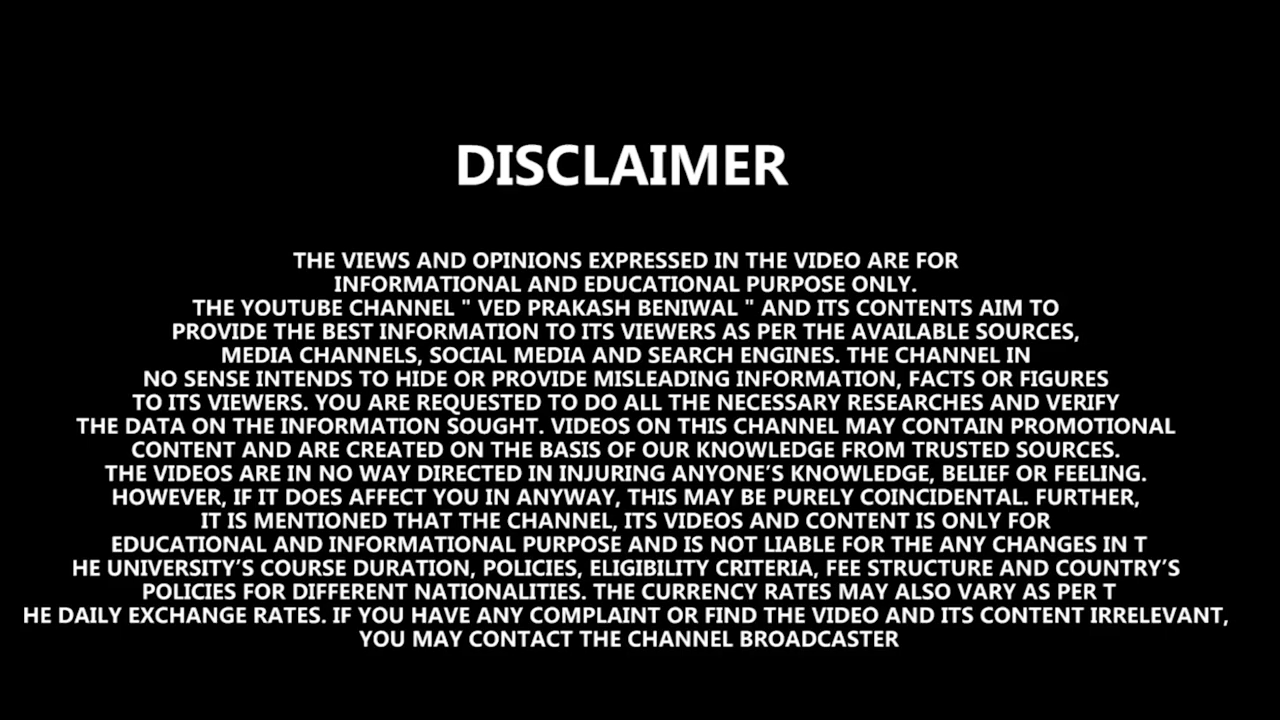 DISCLAIMER
THE VIEWS AND OPINIONS EXPRESSED IN THE VIDEO ARE FOR
INFORMATIONAL AND EDUCATIONAL PURPOSE ONLY.
THE YOUTUBE CHANNEL " VED PRAKASH BENIWAL " AND ITS CONTENTS AIM TO
PROVIDE THE BEST INFORMATION TO ITS VIEWERS AS PER THE AVAILABLE SOURCES,
MEDIA CHANNELS, SOCIAL MEDIA AND SEARCH ENGINES. THE CHANNEL IN
NO SENSE INTENDS TO HIDE OR PROVIDE MISLEADING INFORMATION, FACTS OR FIGURES
TO ITS VIEWERS. YOU ARE REQUESTED TO DO ALL THE NECESSARY RESEARCHES AND VERIFY
THE DATA ON THE INFORMATION SOUGHT. VIDEOS ON THIS CHANNEL MAY CONTAIN PROMOTIONAL
CONTENT AND ARE CREATED ON THE BASIS OF OUR KNOWLEDGE FROM TRUSTED SOURCES.
THE VIDEOS ARE IN NO WAY DIRECTED IN INJURING ANYONE’S KNOWLEDGE, BELIEF OR FEELING.
HOWEVER, IF IT DOES AFFECT YOU IN ANYWAY, THIS MAY BE PURELY COINCIDENTAL. FURTHER,
IT IS MENTIONED THAT THE CHANNEL, ITS VIDEOS AND CONTENT IS ONLY FOR
EDUCATIONAL AND INFORMATIONAL PURPOSE AND IS NOT LIABLE FOR THE ANY CHANGES IN T
HE UNIVERSITY’S COURSE DURATION, POLICIES, ELIGIBILITY CRITERIA, FEE STRUCTURE AND COUNTRY’S
POLICIES FOR DIFFERENT NATIONALITIES. THE CURRENCY RATES MAY ALSO VARY AS PER T
HE DAILY EXCHANGE RATES. IF YOU HAVE ANY COMPLAINT OR FIND THE VIDEO AND ITS CONTENT IRRELEVANT,
YOU MAY CONTACT THE CHANNEL BROADCASTER